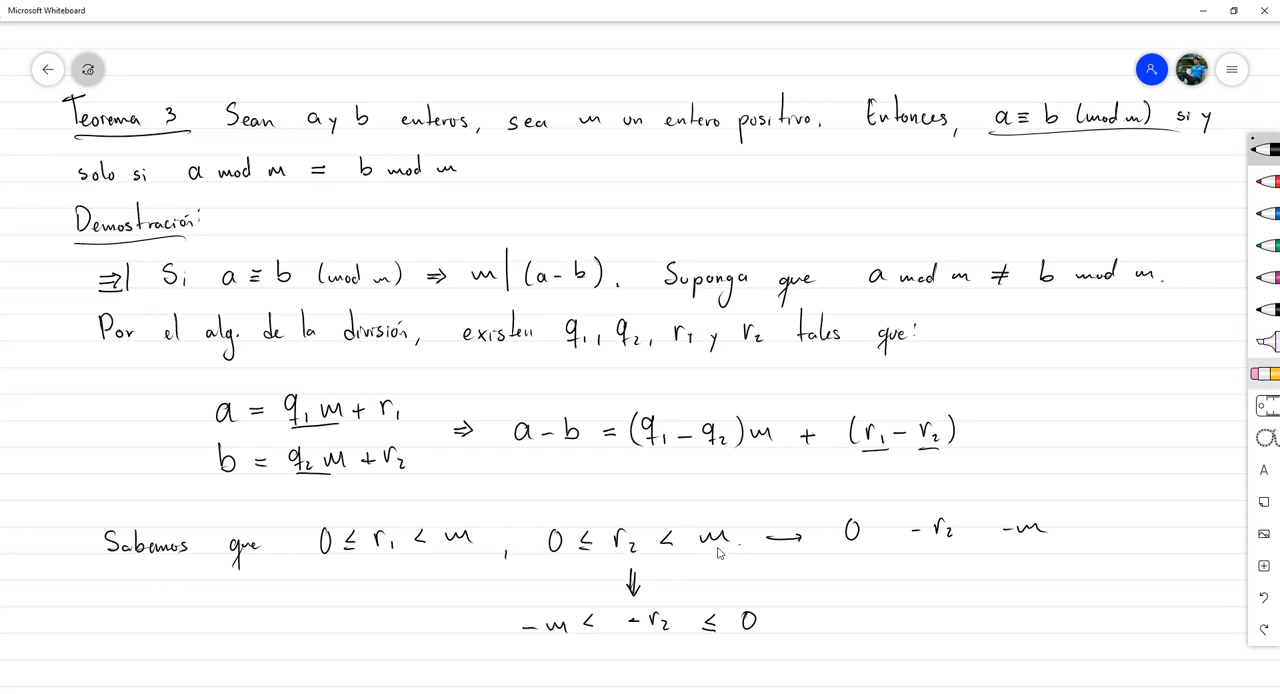 Microsoft Whiteboard
Teorema 3 Sean a y b enteros, sea m un entero positivo. Entonces, a ≡ b (mod m) si y
solo si a mod m = b mod m
Demostración:
⇒| Si a ≡ b (mod m) ⇒ m | (a - b). Suponga que a mod m ≠ b mod m.
Por el alg. de la división, existen q₁, q₂, r₁ y r₂ tales que:
a = q₁ m + r₁
b = q₂ m + r₂
⇒ a - b = (q₁ - q₂) m + (r₁ - r₂)
Sabemos que 0 ≤ r₁ < m, 0 ≤ r₂ < m. → 0 - r₂ - m
⇓
- m < - r₂ ≤ 0
A